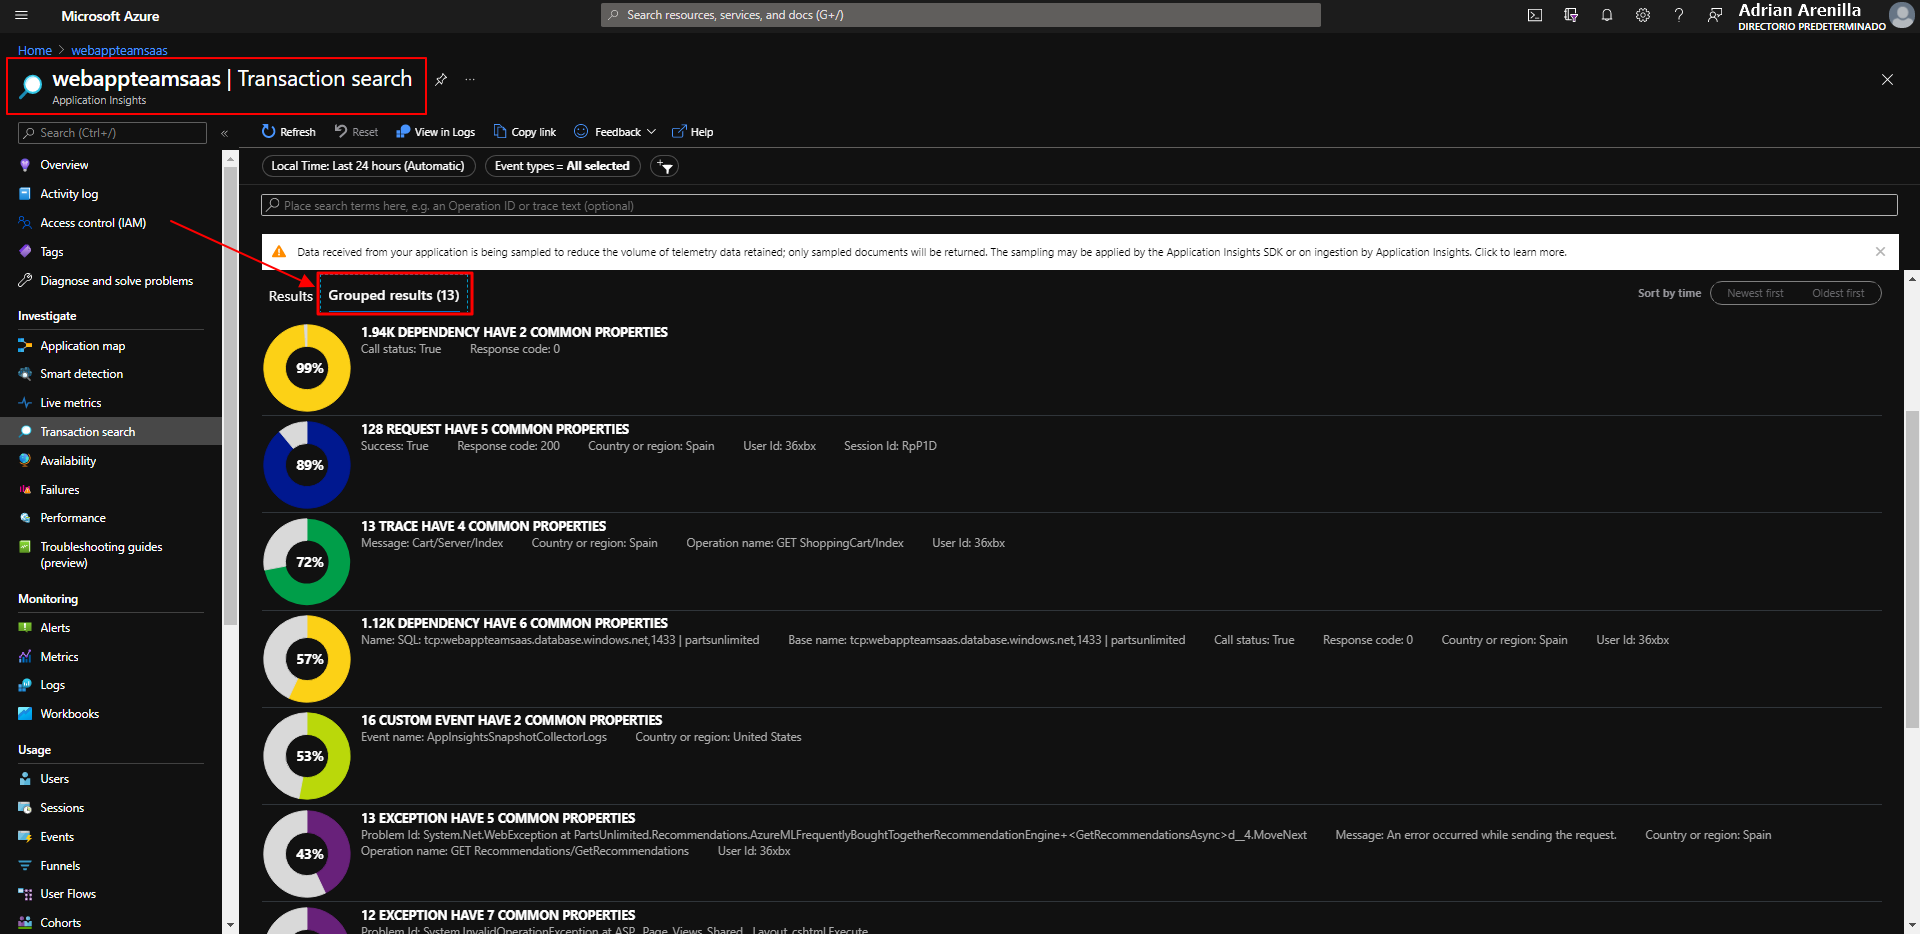 Microsoft Azure
Search resources, services, and docs (G+/)
Adrian Arenilla
DIRECTORIO PREDETERMINADO
Home > webappteamsaas
webappteamsaas | Transaction search
Application Insights
Search (Ctrl+/)
Overview
Activity log
Access control (IAM)
Tags
Diagnose and solve problems
Investigate
Application map
Smart detection
Live metrics
Transaction search
Availability
Failures
Performance
Troubleshooting guides
(preview)
Monitoring
Alerts
Metrics
Logs
Workbooks
Usage
Users
Sessions
Events
Funnels
User Flows
Cohorts
Refresh Reset View in Logs Copy link Feedback Help
Local Time: Last 24 hours (Automatic) Event types = All selected
Place search terms here, e.g. an Operation ID or trace text (optional)
Data received from your application is being sampled to reduce the volume of telemetry data retained; only sampled documents will be returned. The sampling may be applied by the Application Insights SDK or on ingestion by Application Insights. Click to learn more.
Results Grouped results (13) Sort by time Newest first Oldest first
99%
1.94K DEPENDENCY HAVE 2 COMMON PROPERTIES
Call status: True Response code: 0
89%
128 REQUEST HAVE 5 COMMON PROPERTIES
Success: True Response code: 200 Country or region: Spain User Id: 36xbx Session Id: RpP1D
72%
13 TRACE HAVE 4 COMMON PROPERTIES
Message: Cart/Server/Index Country or region: Spain Operation name: GET ShoppingCart/Index User Id: 36xbx
57%
1.12K DEPENDENCY HAVE 6 COMMON PROPERTIES
Name: SQL: tcp:webappteamsaas.database.windows.net,1433 | partsunlimited Base name: tcp:webappteamsaas.database.windows.net,1433 | partsunlimited Call status: True Response code: 0 Country or region: Spain User Id: 36xbx
53%
16 CUSTOM EVENT HAVE 2 COMMON PROPERTIES
Event name: AppInsightsSnapshotCollectorLogs Country or region: United States
43%
13 EXCEPTION HAVE 5 COMMON PROPERTIES
Problem Id: System.Net.WebException at PartsUnlimited.Recommendations.AzureMLFrequentlyBoughtTogetherRecommendationEngine+<GetRecommendationsAsync>d__4.MoveNext Message: An error occurred while sending the request. Country or region: Spain
Operation name: GET Recommendations/GetRecommendations User Id: 36xbx
12 EXCEPTION HAVE 7 COMMON PROPERTIES
Problem Id: System.InvalidOperationException at ASP._Page_Views_Shared__Layout_cshtml.Execute